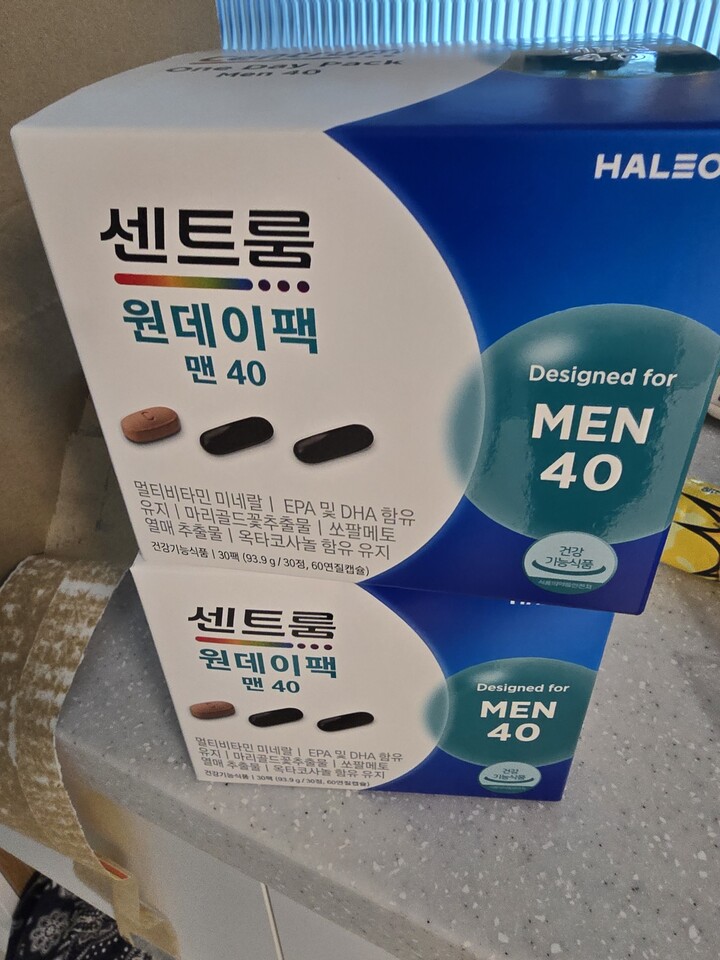 One Day Pack
Men 40
HALEO
센트룸
원데이팩
맨 40
Designed for
MEN
40
멀티비타민 미네랄 | EPA 및 DHA 함유
유지 | 마리골드꽃추출물 | 쏘팔메토
열매 추출물 | 옥타코사놀 함유 유지
건강기능식품 | 30팩 (93.9 g / 30정, 60연질캡슐)
건강
기능식품
식품의약품안전처
센트룸
원데이팩
맨 40
Designed for
MEN
40
멀티비타민 미네랄 | EPA 및 DHA 함유
유지 | 마리골드꽃추출물 | 쏘팔메토
열매 추출물 | 옥타코사놀 함유 유지
건강기능식품 | 30팩 (93.9 g / 30정, 60연질캡슐)
건강
기능식품